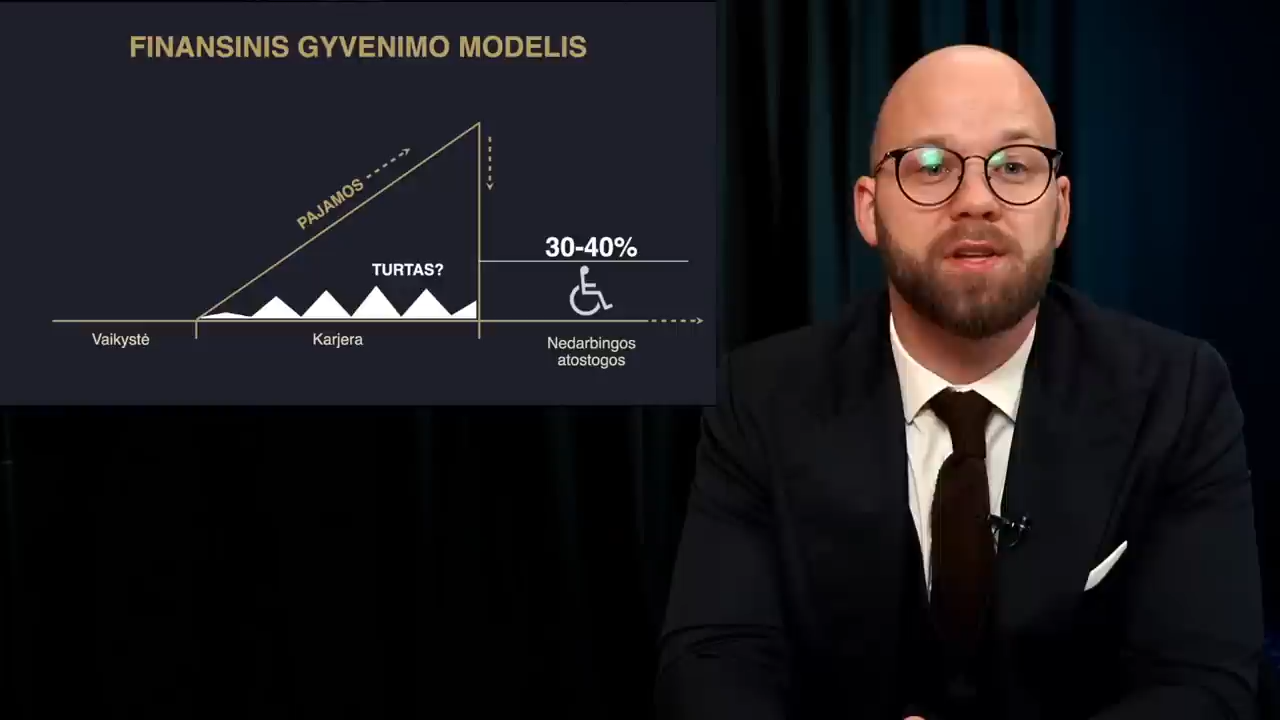 FINANSINIS GYVENIMO MODELIS
PAJAMOS
TURTAS?
30-40%
Vaikystė
Karjera
Nedarbingos
atostogos